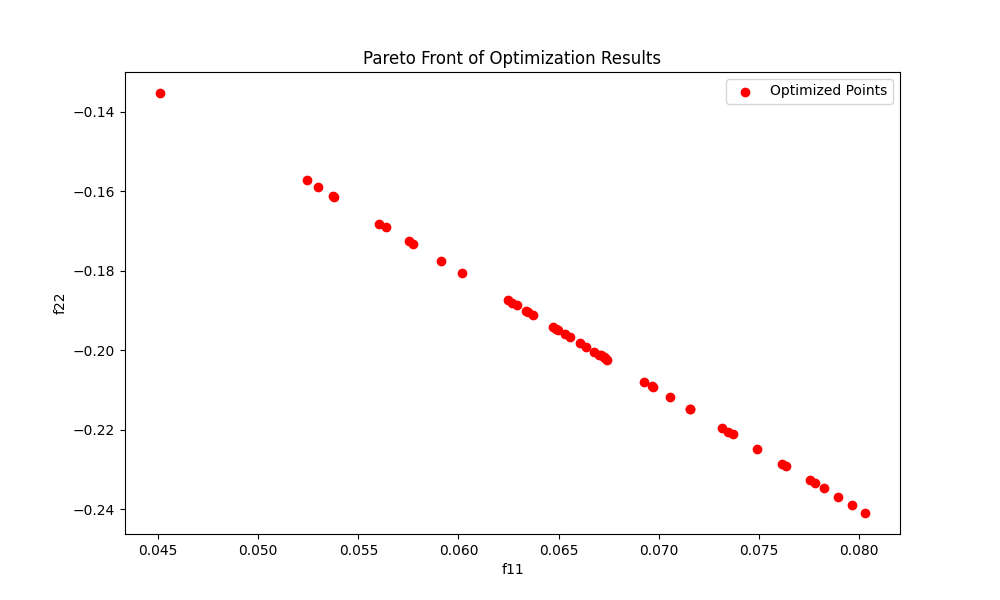 Pareto Front of Optimization Results
Optimized Points
−0.14
−0.16
−0.18
−0.20
−0.22
−0.24
f22
0.045 0.050 0.055 0.060 0.065 0.070 0.075 0.080
f11